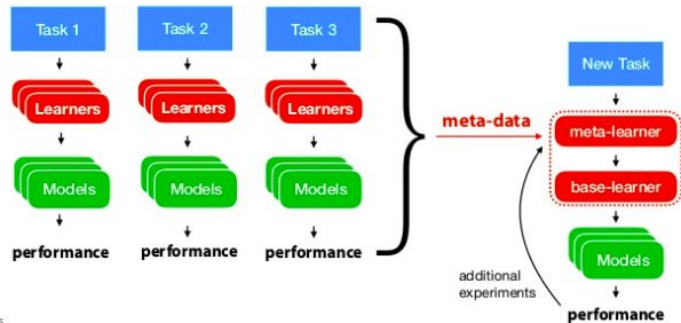 Task 1
Task 2
Task 3
Learners
Learners
Learners
Models
Models
Models
performance
performance
performance
meta-data
New Task
meta-learner
base-learner
Models
additional
experiments
performance